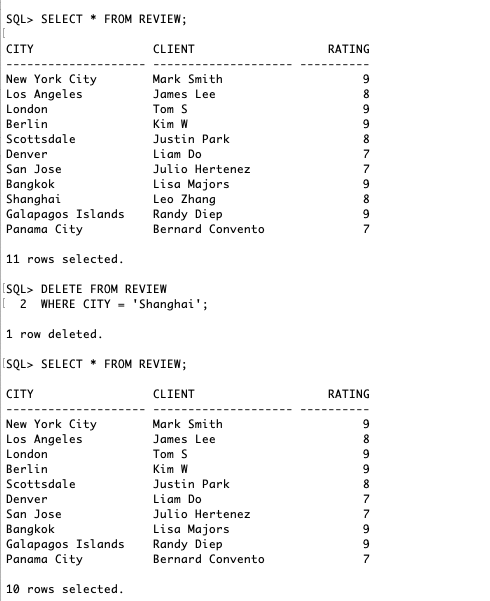 SQL> SELECT * FROM REVIEW;
CITY                  CLIENT                    RATING
-------------------- -------------------- ----------
New York City         Mark Smith                     9
Los Angeles           James Lee                      8
London                Tom S                          9
Berlin                Kim W                          9
Scottsdale            Justin Park                    8
Denver                Liam Do                        7
San Jose              Julio Hertenez                 7
Bangkok               Lisa Majors                    9
Shanghai              Leo Zhang                      8
Galapagos Islands     Randy Diep                     9
Panama City           Bernard Convento               7
11 rows selected.
SQL> DELETE FROM REVIEW
  2  WHERE CITY = 'Shanghai';
1 row deleted.
SQL> SELECT * FROM REVIEW;
CITY                  CLIENT                    RATING
-------------------- -------------------- ----------
New York City         Mark Smith                     9
Los Angeles           James Lee                      8
London                Tom S                          9
Berlin                Kim W                          9
Scottsdale            Justin Park                    8
Denver                Liam Do                        7
San Jose              Julio Hertenez                 7
Bangkok               Lisa Majors                    9
Galapagos Islands     Randy Diep                     9
Panama City           Bernard Convento               7
10 rows selected.